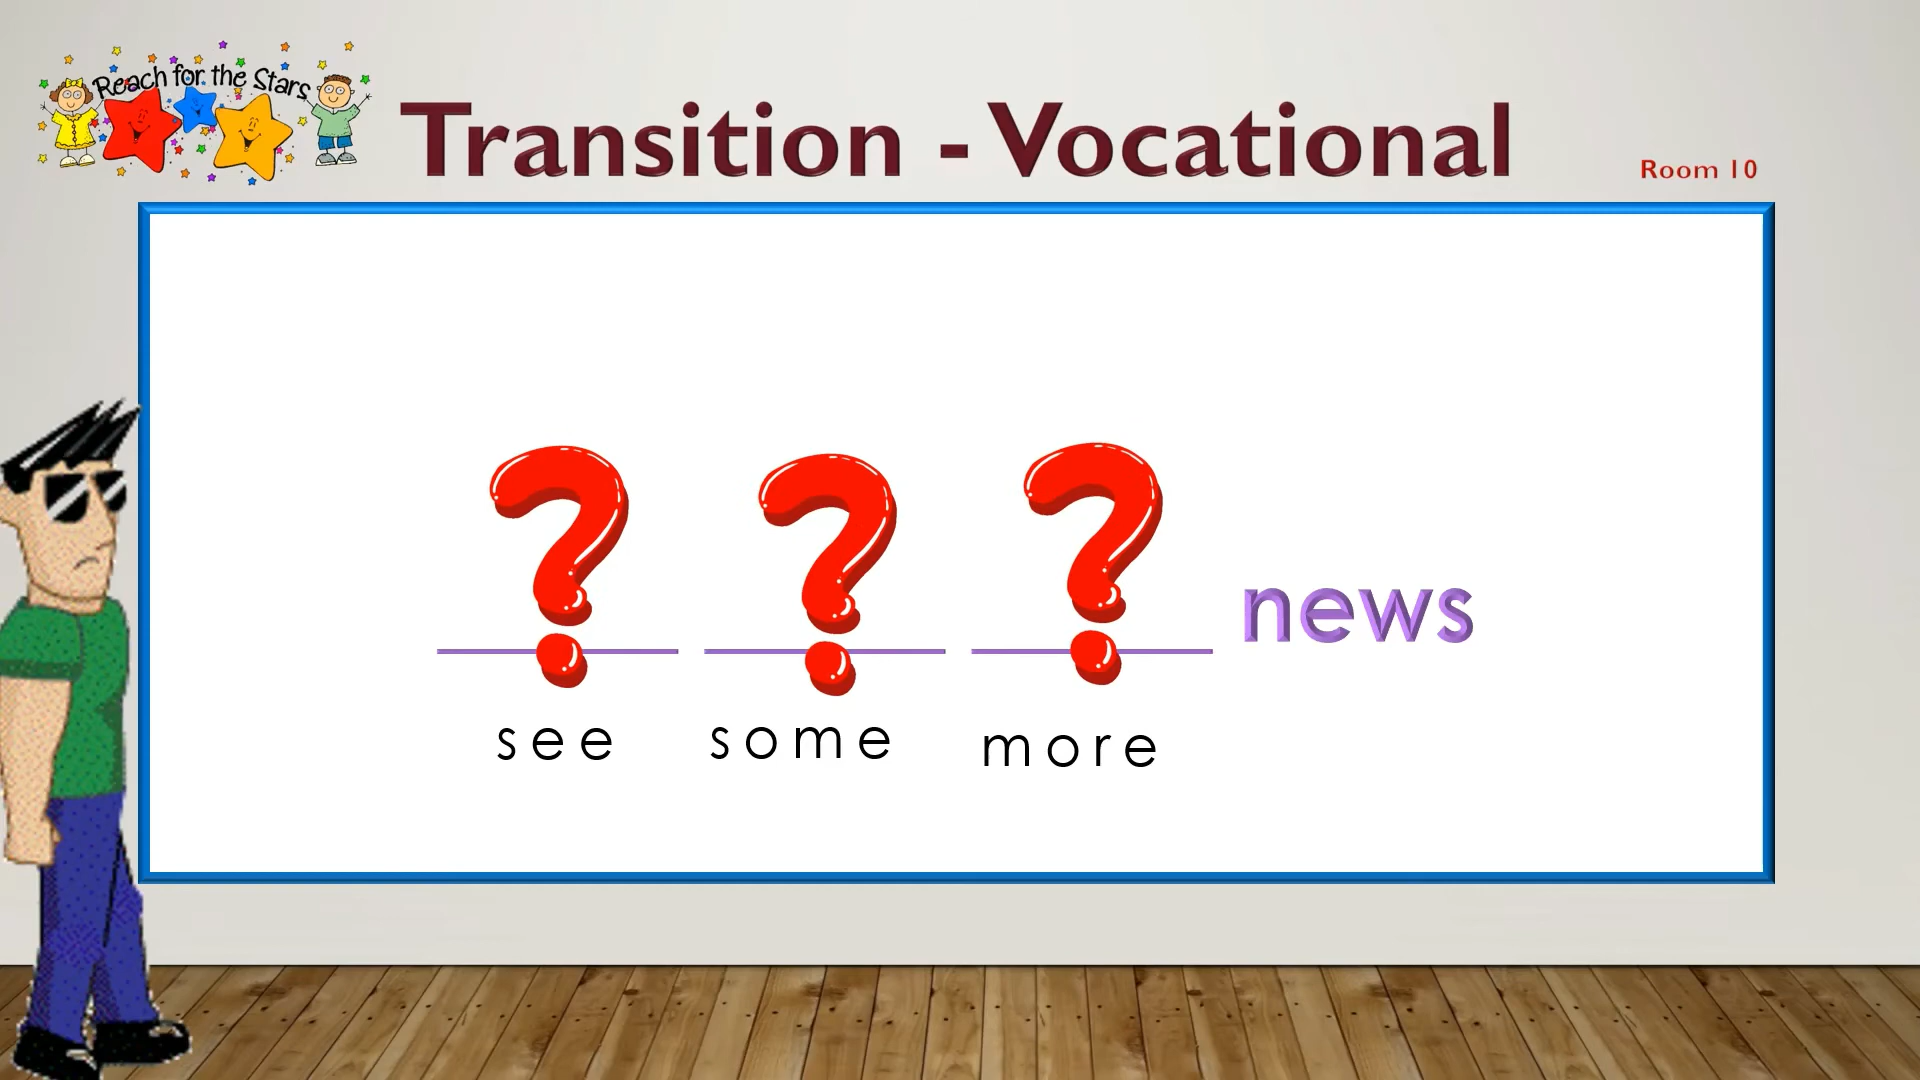 Reach for the Stars
Transition - Vocational
Room 10
? ? ? news
see some more